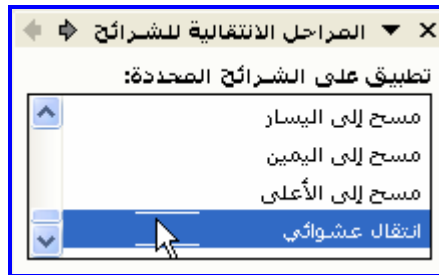 المراحل الانتقالية للشرائح
تطبيق على الشرائح المحددة:
مسح إلى اليسار
مسح إلى اليمين
مسح إلى الأعلى
انتقال عشوائي